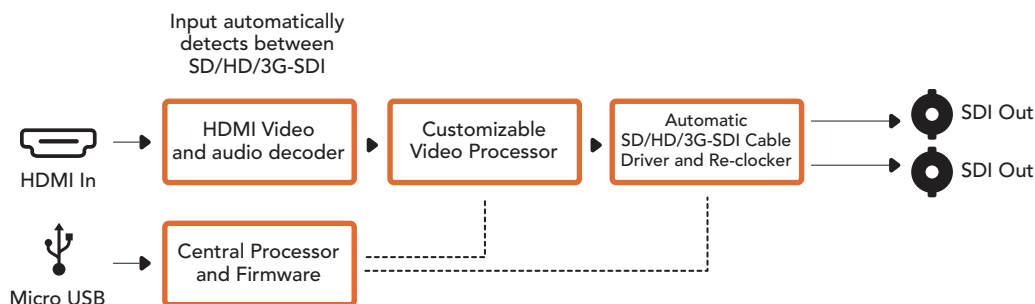 Input automatically
detects between
SD/HD/3G-SDI
HDMI Video
and audio decoder
Customizable
Video Processor
Automatic
SD/HD/3G-SDI Cable
Driver and Re-clocker
SDI Out
SDI Out
HDMI In
Central Processor
and Firmware
Micro USB